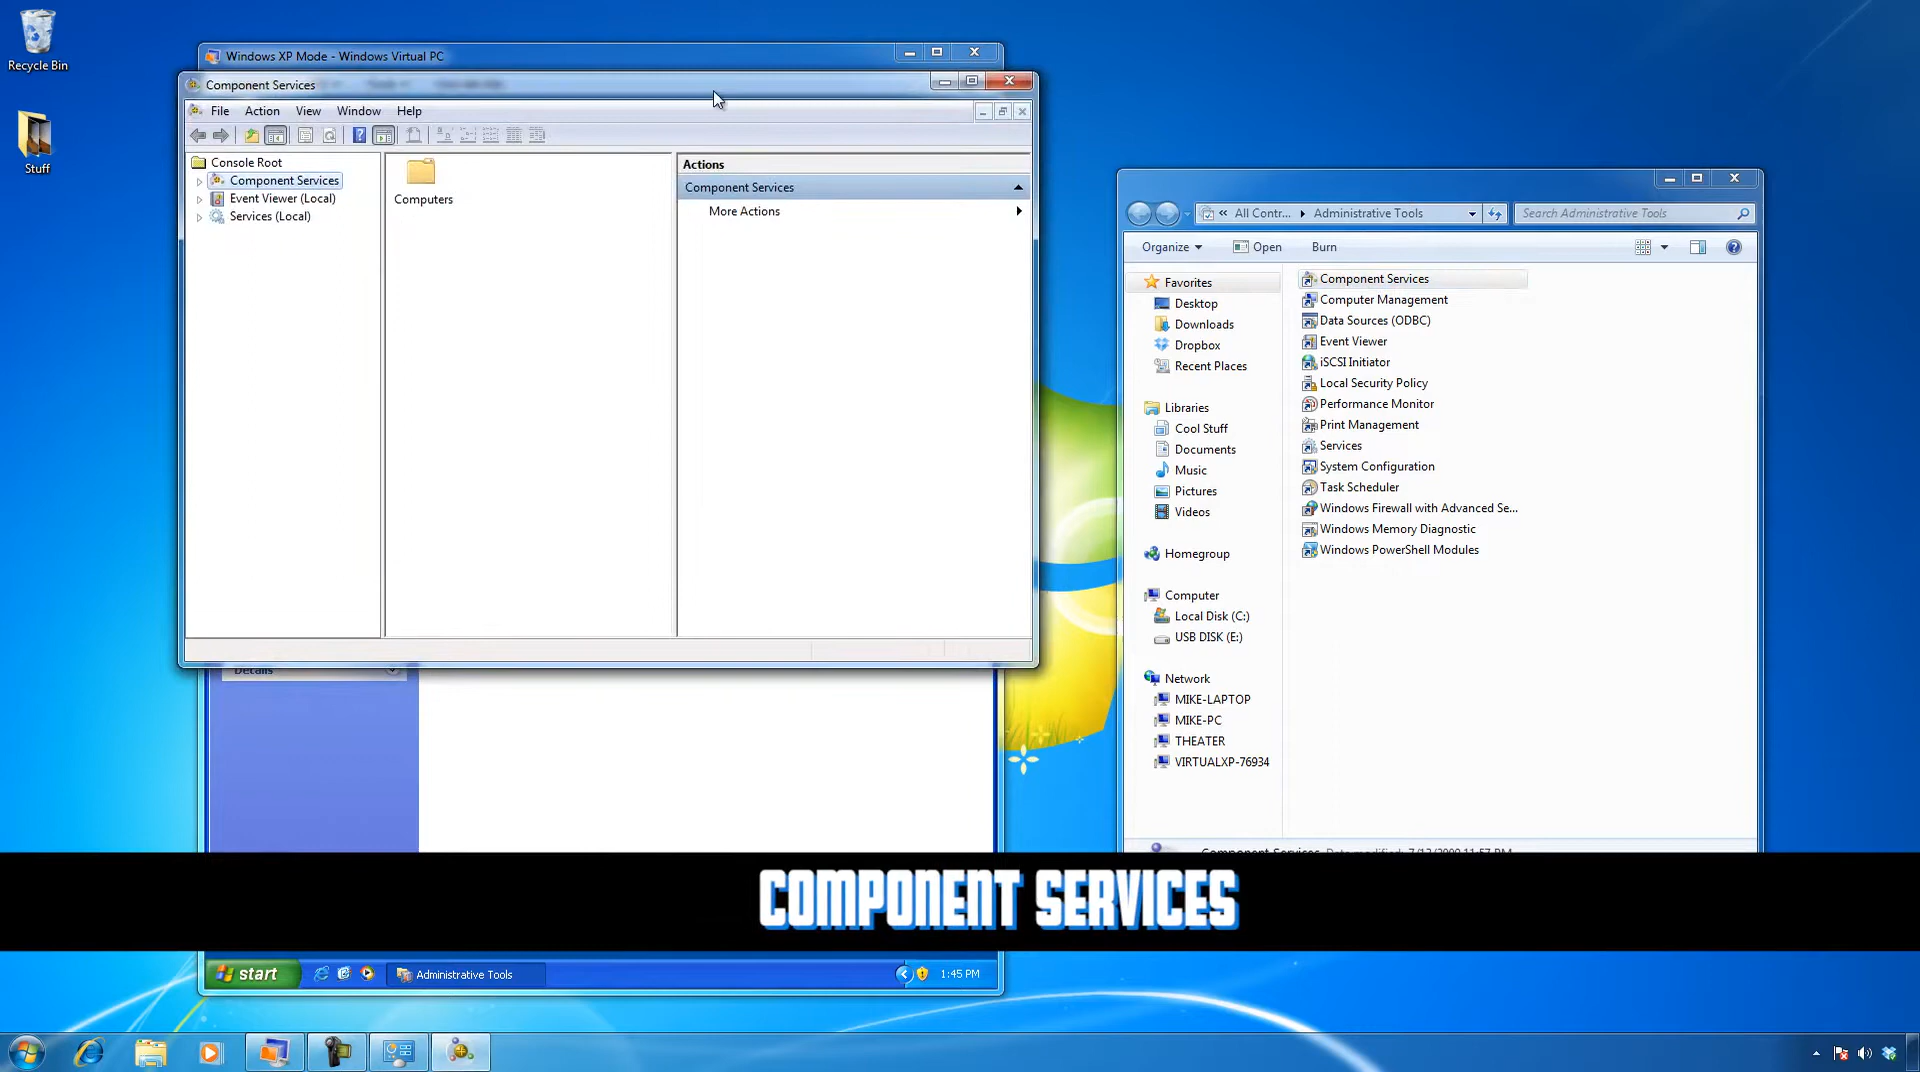 Recycle Bin
Stuff
Windows XP Mode - Windows Virtual PC
Component Services
File Action View Window Help
Console Root
Component Services
Event Viewer (Local)
Services (Local)
Computers
Actions
Component Services
More Actions
Details
« All Contr... Administrative Tools
Search Administrative Tools
Organize Open Burn
Favorites
Desktop
Downloads
Dropbox
Recent Places
Libraries
Cool Stuff
Documents
Music
Pictures
Videos
Homegroup
Computer
Local Disk (C:)
USB DISK (E:)
Network
MIKE-LAPTOP
MIKE-PC
THEATER
VIRTUALXP-76934
Component Services
Computer Management
Data Sources (ODBC)
Event Viewer
iSCSI Initiator
Local Security Policy
Performance Monitor
Print Management
Services
System Configuration
Task Scheduler
Windows Firewall with Advanced Se...
Windows Memory Diagnostic
Windows PowerShell Modules
COMPONENT SERVICES
start
Administrative Tools
1:45 PM